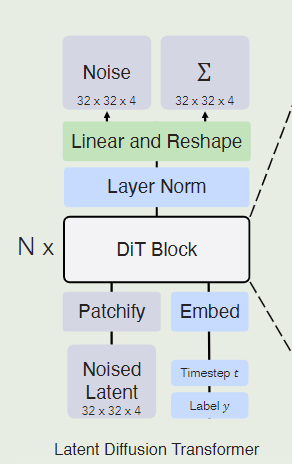 Noise
32 x 32 x 4
Σ
32 x 32 x 4
Linear and Reshape
Layer Norm
N x
DiT Block
Patchify
Embed
Noised
Latent
32 x 32 x 4
Timestep t
Label y
Latent Diffusion Transformer